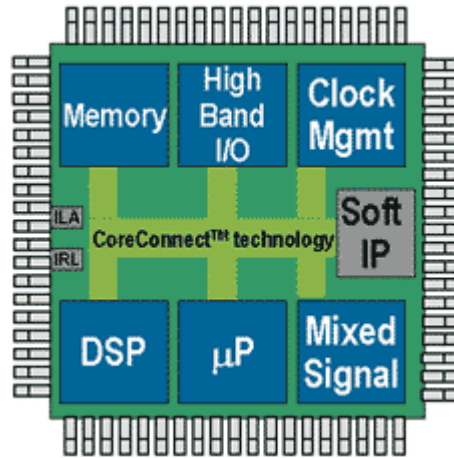 Memory
High
Band
I/O
Clock
Mgmt
ILA
CoreConnect™ technology
Soft
IP
IRL
DSP
μP
Mixed
Signal